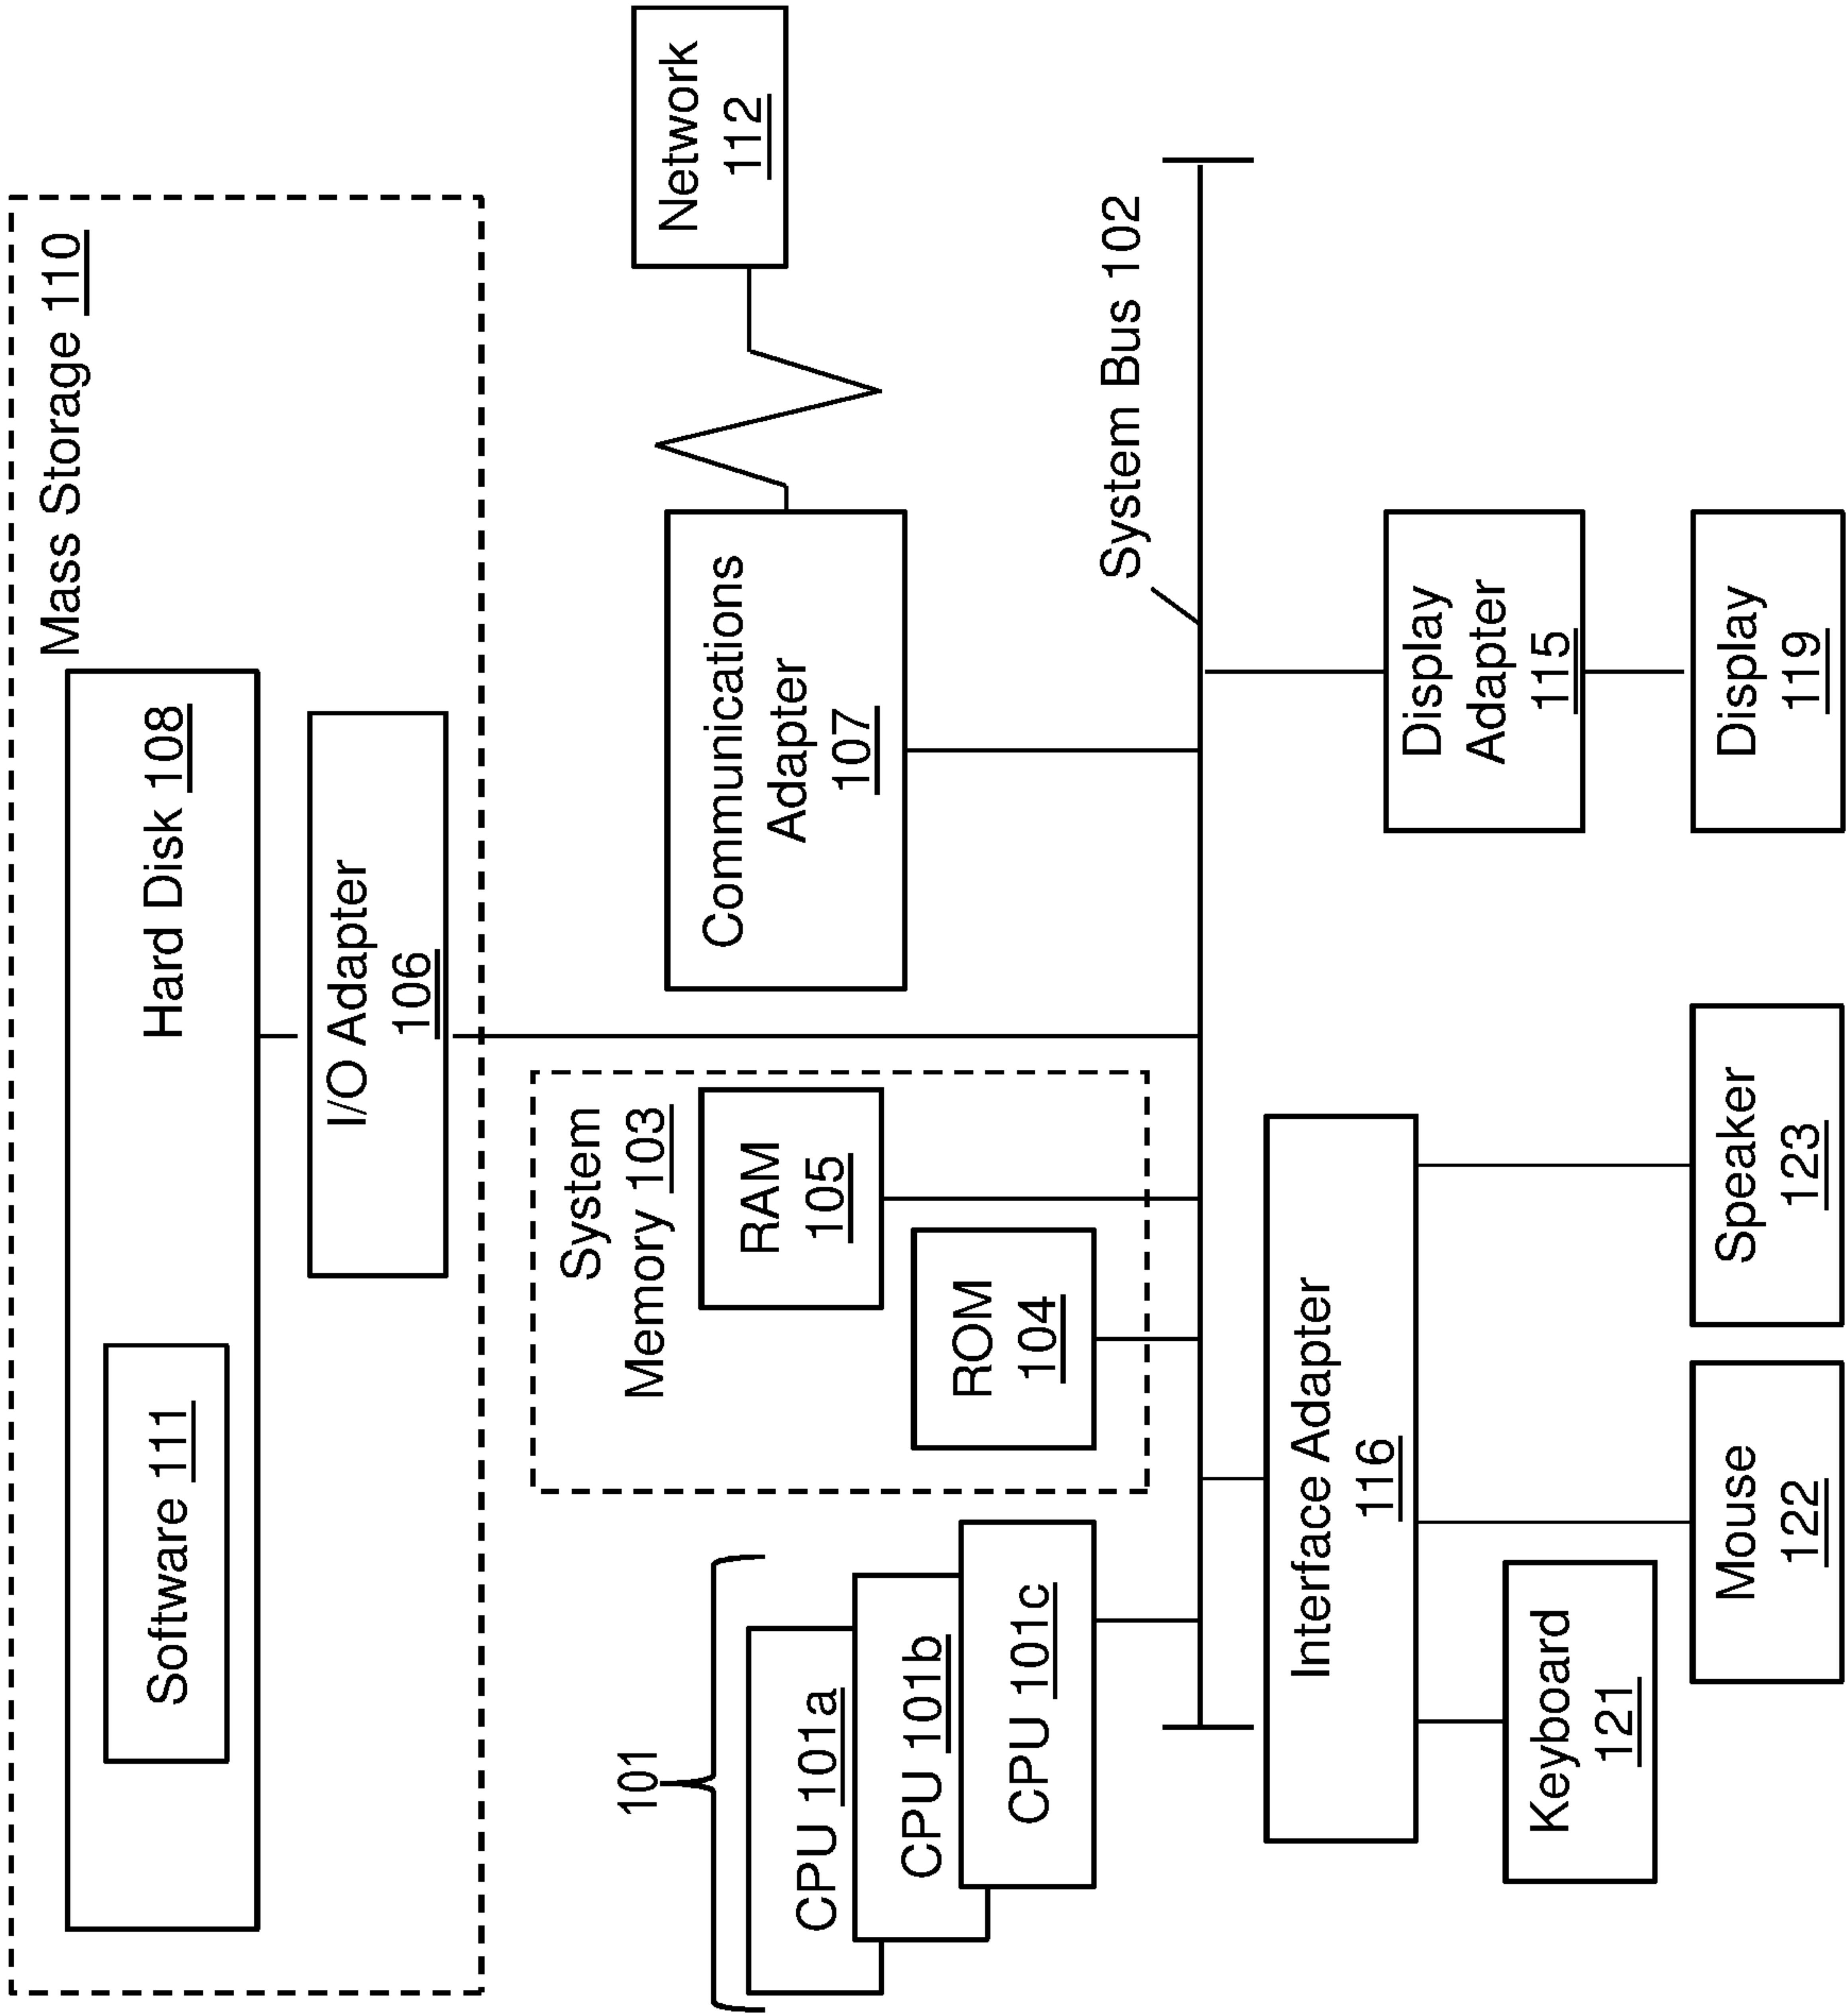 Mass Storage 110
Hard Disk 108
Software 111
I/O Adapter
106
101
CPU 101a
CPU 101b
CPU 101c
System
Memory 103
RAM
105
ROM
104
Communications
Adapter
107
Network
112
System Bus 102
Interface Adapter
116
Display
Adapter
115
Keyboard
121
Mouse
122
Speaker
123
Display
119